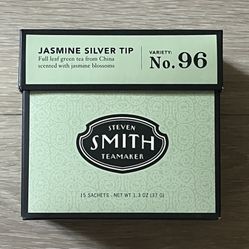 JASMINE SILVER TIP
Full leaf green tea from China
scented with jasmine blossoms
VARIETY:
No. 96
STEVEN
SMITH
TEAMAKER
15 SACHETS - NET WT 1.3 OZ (37 G)